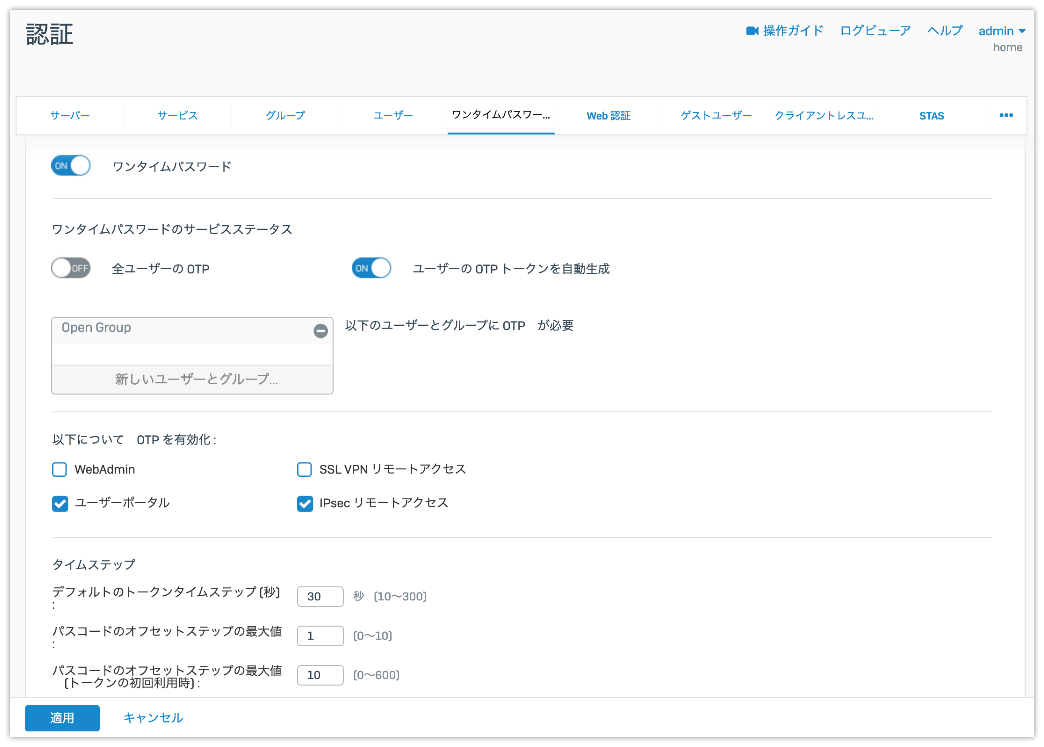 認証
操作ガイド ログビューア ヘルプ admin
home
サーバー サービス グループ ユーザー ワンタイムパスワー... Web 認証 ゲストユーザー クライアントレスユ... STAS •••
ON ワンタイムパスワード
ワンタイムパスワードのサービスステータス
OFF 全ユーザーの OTP ON ユーザーの OTP トークンを自動生成
Open Group 以下のユーザーとグループに OTP が必要
新しいユーザーとグループ...
以下について OTP を有効化:
WebAdmin SSL VPN リモートアクセス
ユーザーポータル IPsec リモートアクセス
タイムステップ
デフォルトのトークンタイムステップ (秒) 30 秒 (10〜300)
:
パスコードのオフセットステップの最大値 1 (0〜10)
:
パスコードのオフセットステップの最大値 10 (0〜600)
(トークンの初回利用時):
適用 キャンセル